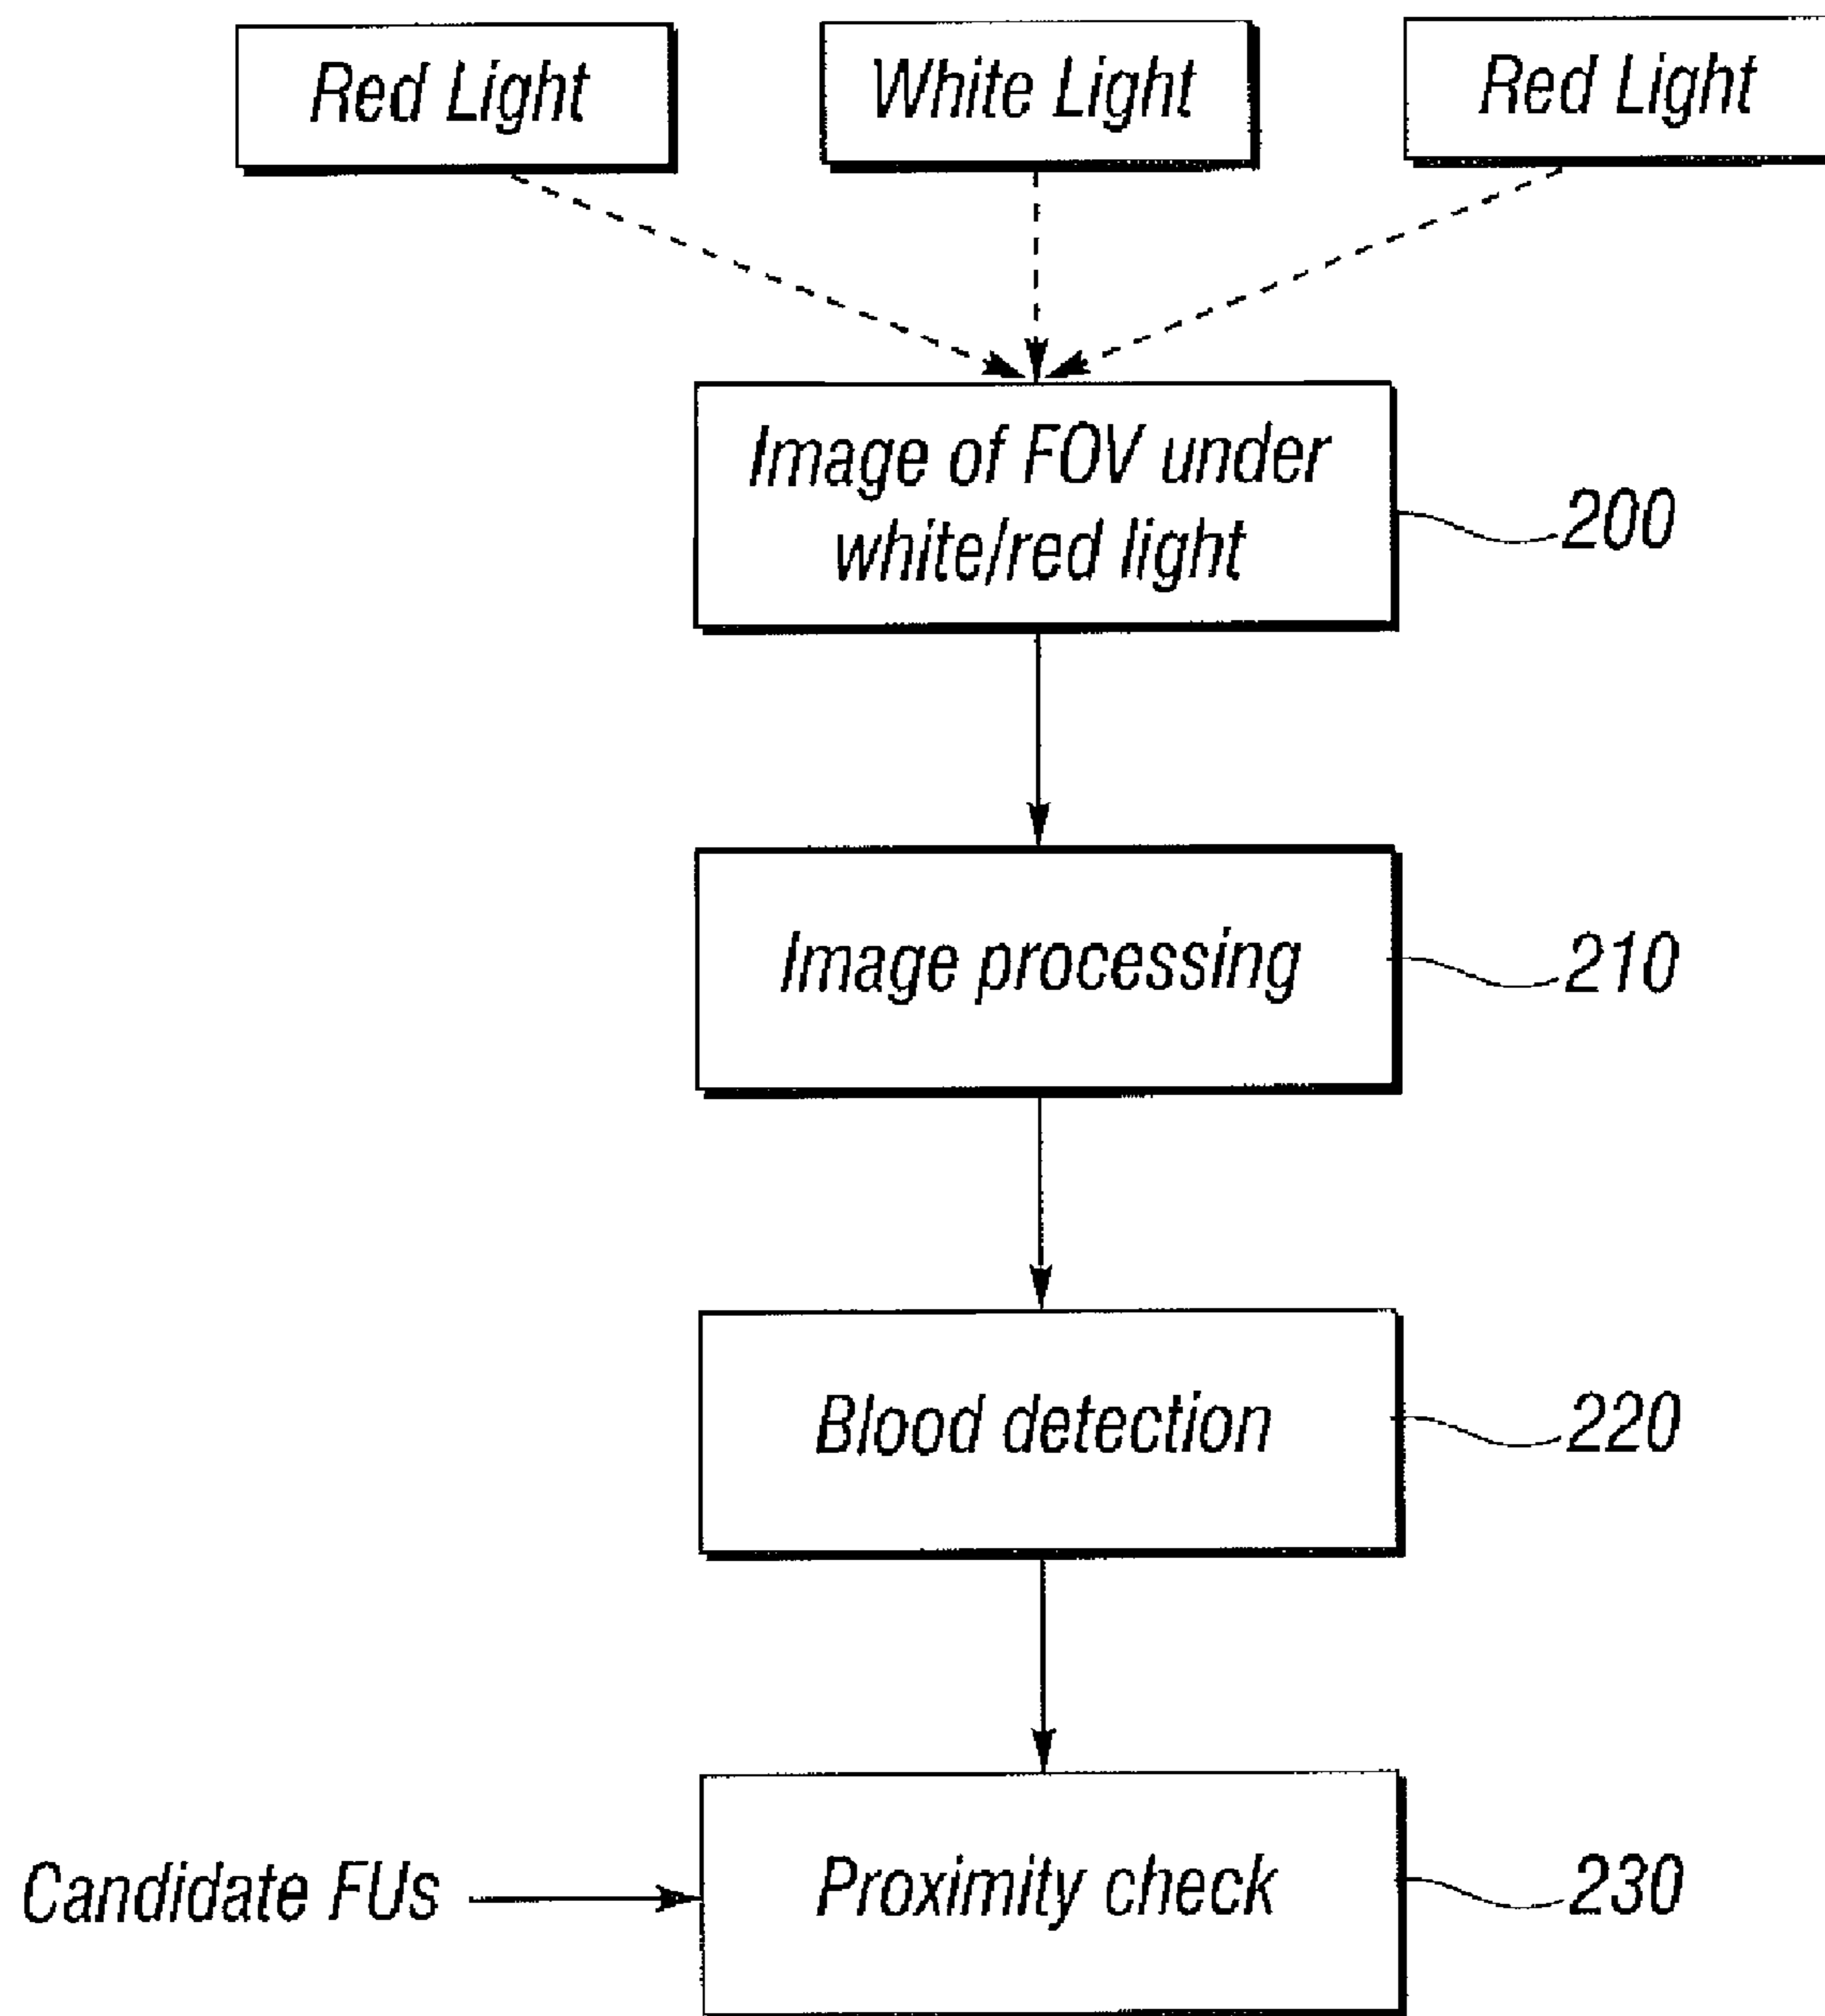 Red Light
White Light
Red Light
Image of FOV under
white/red light
200
Image processing
210
Blood detection
220
Candidate FUs
Proximity check
230